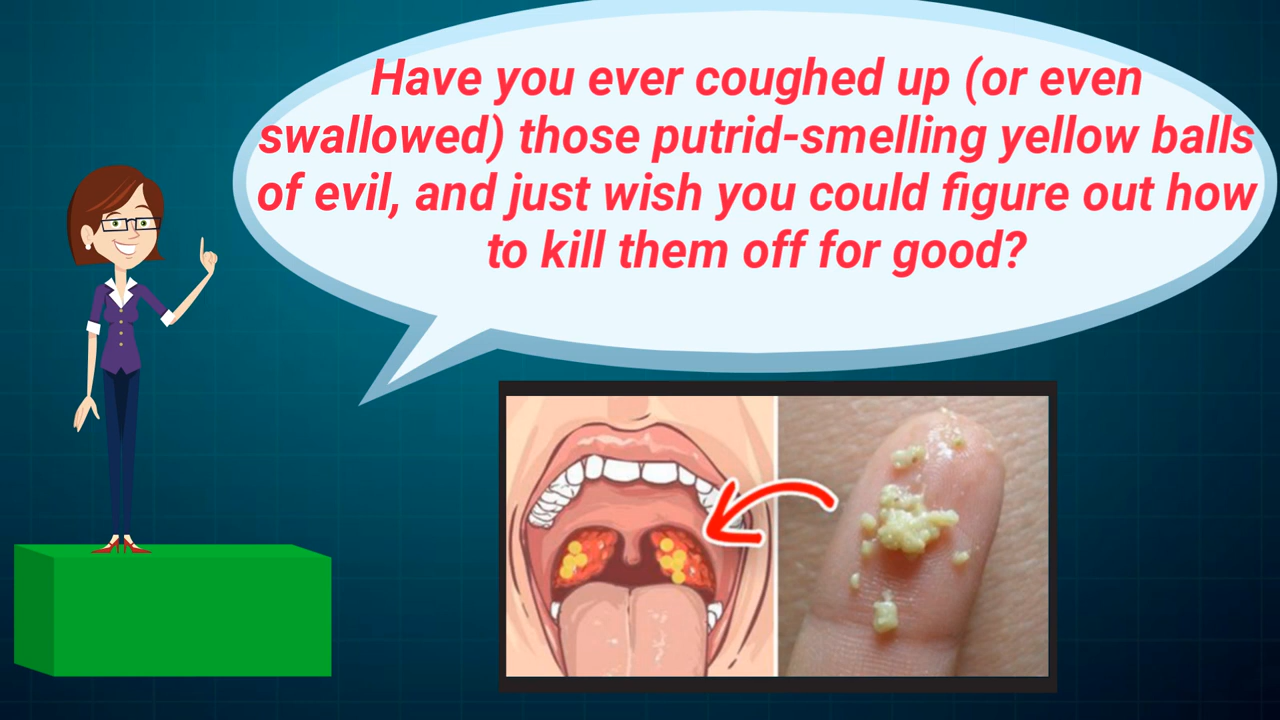 Have you ever coughed up (or even
swallowed) those putrid-smelling yellow balls
of evil, and just wish you could figure out how
to kill them off for good?